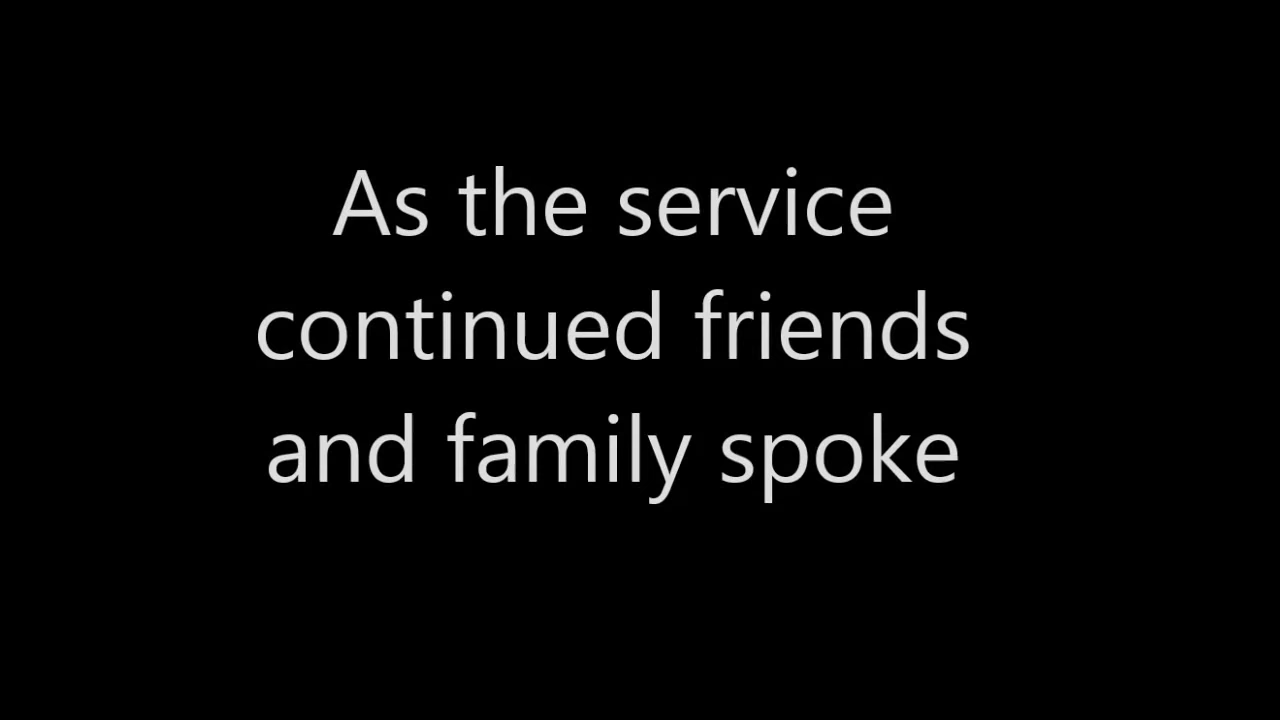 As the service
continued friends
and family spoke